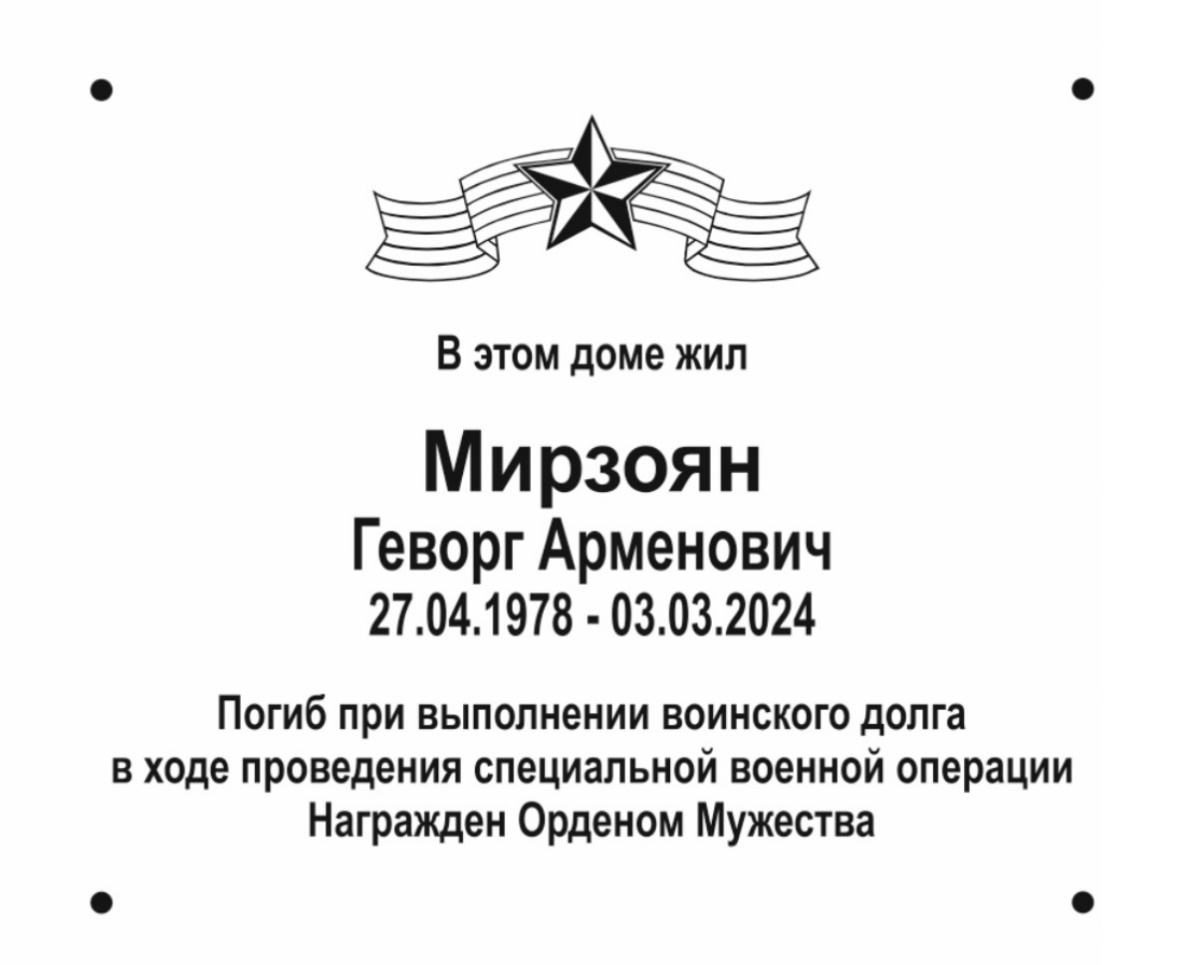 В этом доме жил
Мирзоян
Геворг Арменович
27.04.1978 - 03.03.2024
Погиб при выполнении воинского долга
в ходе проведения специальной военной операции
Награжден Орденом Мужества